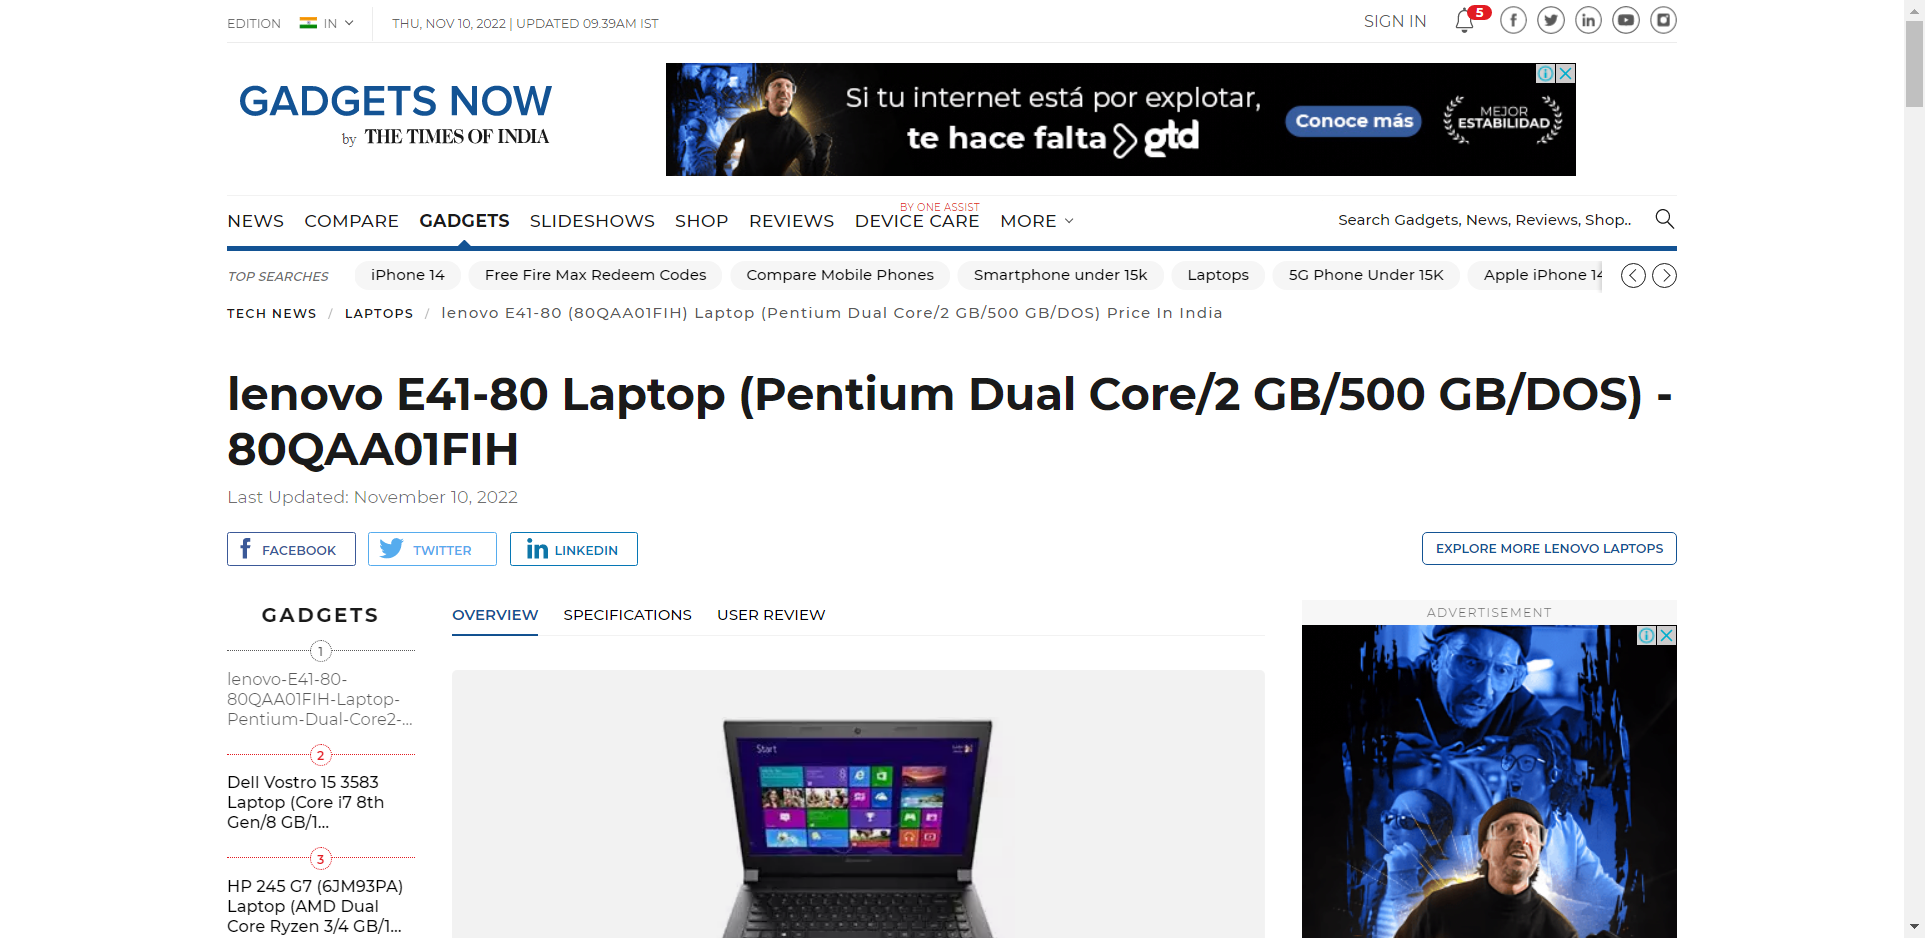 EDITION IN THU, NOV 10, 2022 | UPDATED 09.39AM IST SIGN IN 5
GADGETS NOW
by THE TIMES OF INDIA
Si tu internet está por explotar,
te hace falta gtd
Conoce más
MEJOR
ESTABILIDAD
BY ONE ASSIST
NEWS COMPARE GADGETS SLIDESHOWS SHOP REVIEWS DEVICE CARE MORE Search Gadgets, News, Reviews, Shop..
TOP SEARCHES iPhone 14 Free Fire Max Redeem Codes Compare Mobile Phones Smartphone under 15k Laptops 5G Phone Under 15K Apple iPhone 14
TECH NEWS / LAPTOPS / lenovo E41-80 (80QAA01FIH) Laptop (Pentium Dual Core/2 GB/500 GB/DOS) Price In India
lenovo E41-80 Laptop (Pentium Dual Core/2 GB/500 GB/DOS) -
80QAA01FIH
Last Updated: November 10, 2022
FACEBOOK TWITTER LINKEDIN EXPLORE MORE LENOVO LAPTOPS
GADGETS
1
lenovo-E41-80-
80QAA01FIH-Laptop-
Pentium-Dual-Core2-...
2
Dell Vostro 15 3583
Laptop (Core i7 8th
Gen/8 GB/1...
3
HP 245 G7 (6JM93PA)
Laptop (AMD Dual
Core Ryzen 3/4 GB/1...
OVERVIEW SPECIFICATIONS USER REVIEW
Start
ADVERTISEMENT